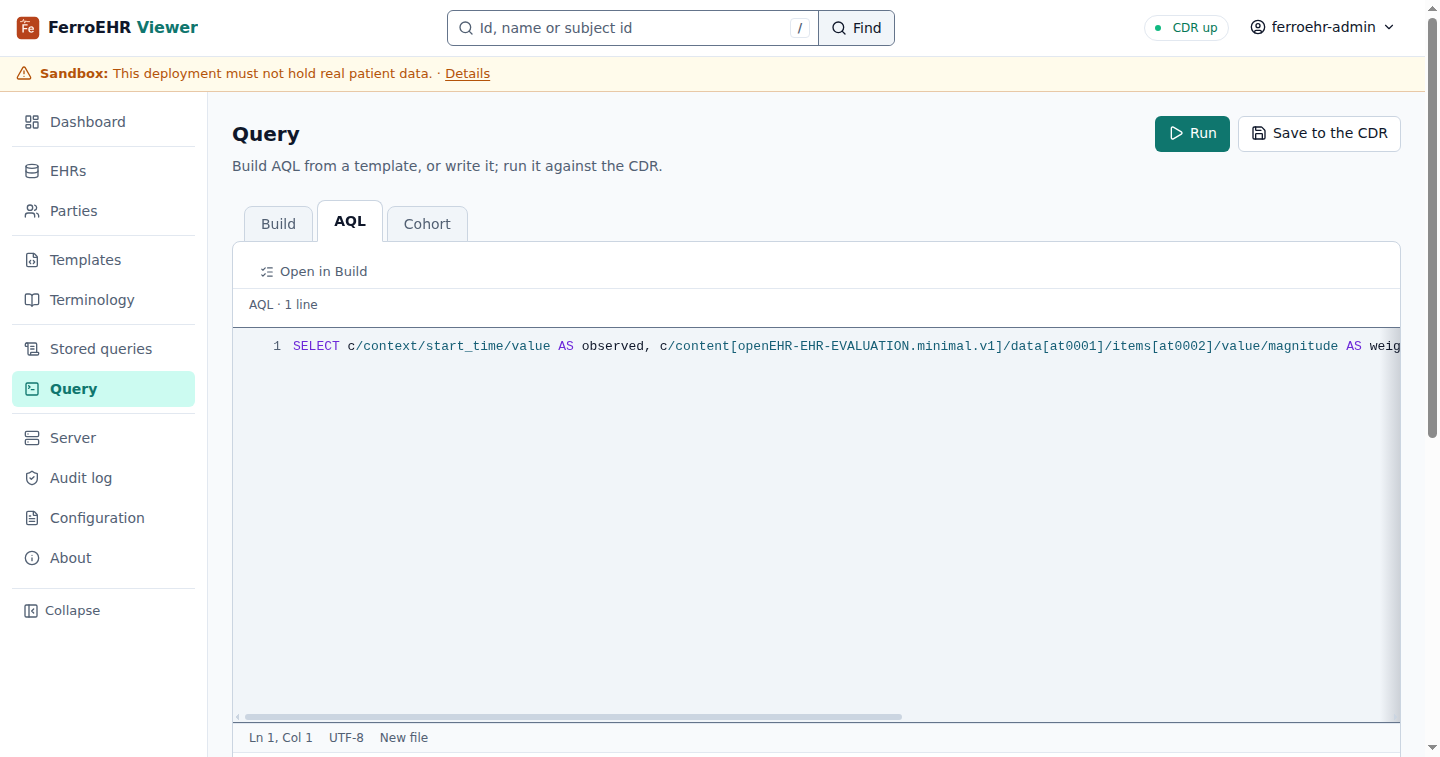 Fe FerroEHR Viewer
Id, name or subject id
/
Find
CDR up
ferroehr-admin
Sandbox: This deployment must not hold real patient data. · Details
Dashboard
EHRs
Parties
Templates
Terminology
Stored queries
Query
Server
Audit log
Configuration
About
Collapse
Query
Run
Save to the CDR
Build AQL from a template, or write it; run it against the CDR.
Build
AQL
Cohort
Open in Build
AQL · 1 line
1 SELECT c/context/start_time/value AS observed, c/content[openEHR-EHR-EVALUATION.minimal.v1]/data[at0001]/items[at0002]/value/magnitude AS weig
Ln 1, Col 1 UTF-8 New file